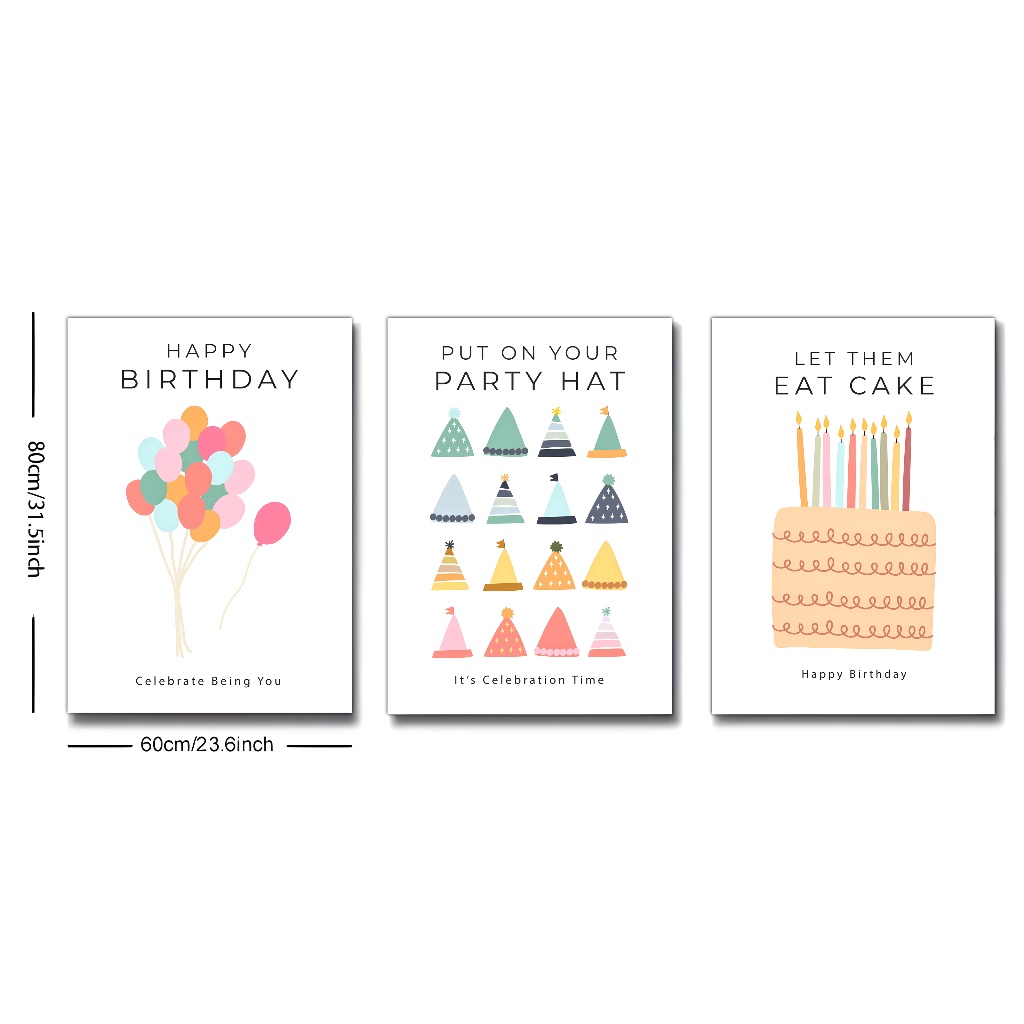 HAPPY
BIRTHDAY
Celebrate Being You
PUT ON YOUR
PARTY HAT
It's Celebration Time
LET THEM
EAT CAKE
Happy Birthday
80cm/31.5inch
60cm/23.6inch